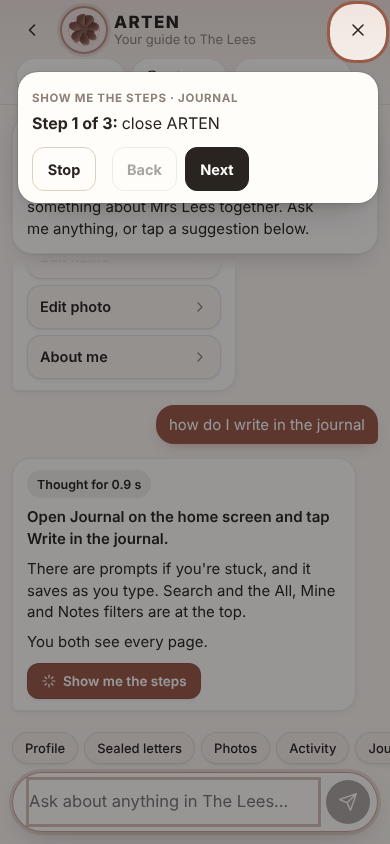 ARTEN
Your guide to The Lees
SHOW ME THE STEPS · JOURNAL
Step 1 of 3: close ARTEN
Stop
Back
Next
something about Mrs Lees together. Ask
me anything, or tap a suggestion below.
Edit photo
About me
how do I write in the journal
Thought for 0.9 s
Open Journal on the home screen and tap
Write in the journal.
There are prompts if you're stuck, and it
saves as you type. Search and the All, Mine
and Notes filters are at the top.
You both see every page.
Show me the steps
Profile
Sealed letters
Photos
Activity
Jou
Ask about anything in The Lees...